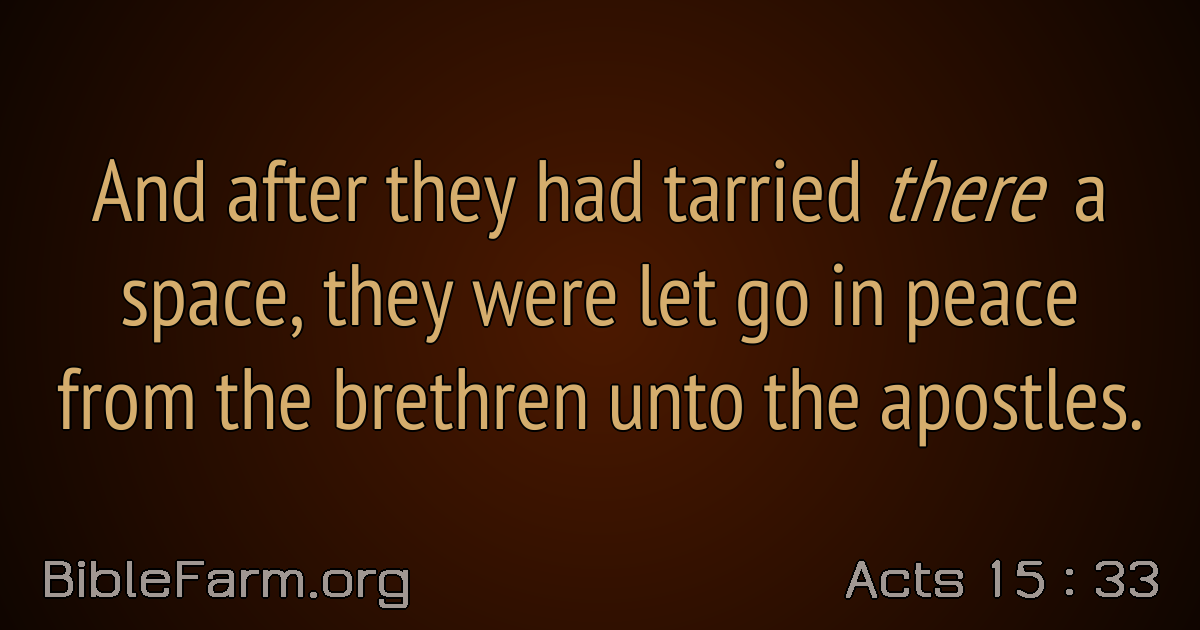 And after they had tarried there a
space, they were let go in peace
from the brethren unto the apostles.
BibleFarm.org
Acts 15 : 33